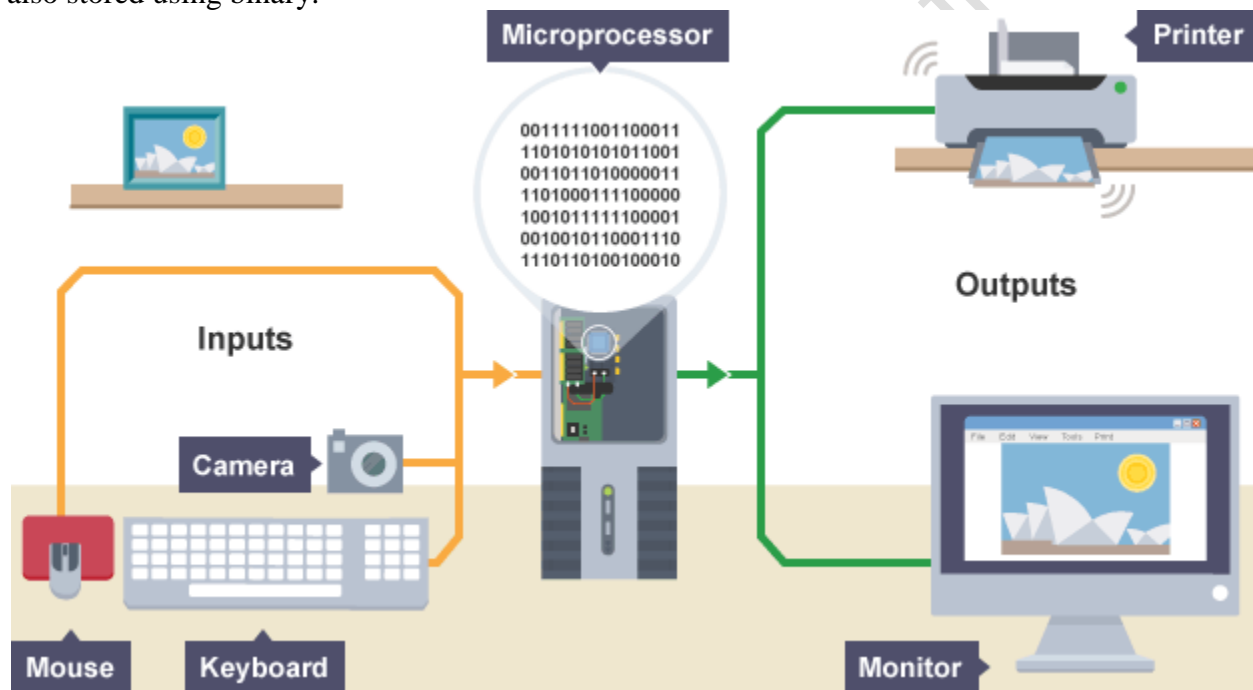 also stored using binary.
Microprocessor
Printer
0011111001100011
1101010101011001
0011011010000011
1101000111100000
1001011111100001
0010010110001110
1110110100100010
Inputs
Outputs
File Edit View Tools Print
Camera
Mouse
Keyboard
Monitor